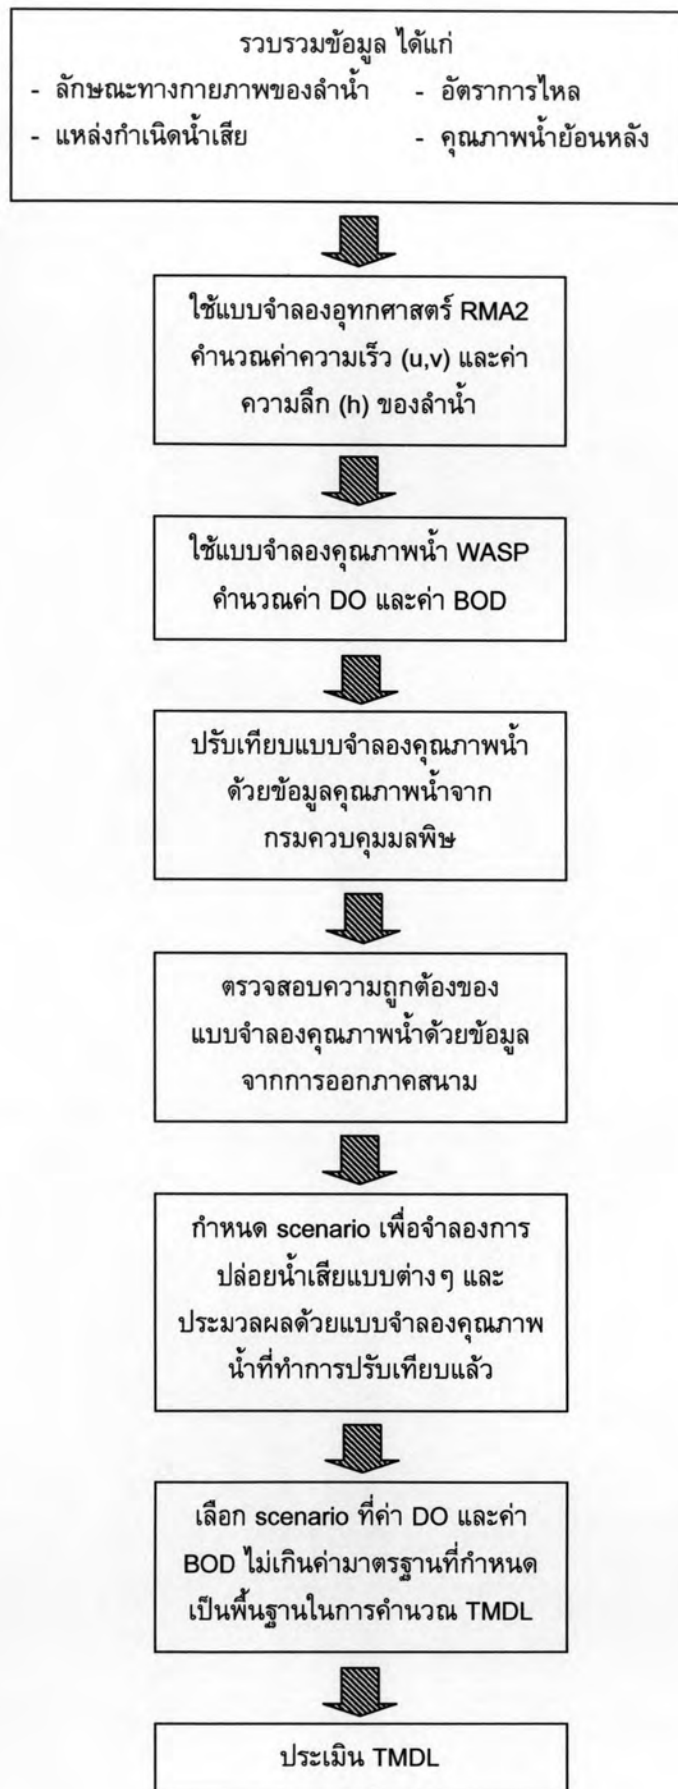 รวบรวมข้อมูล ได้แก่
- ลักษณะทางกายภาพของลำน้ำ - อัตราการไหล
- แหล่งกำเนิดน้ำเสีย - คุณภาพน้ำย้อนหลัง
ใช้แบบจำลองอุทกศาสตร์ RMA2
คำนวณค่าความเร็ว (u,v) และค่า
ความลึก (h) ของลำน้ำ
ใช้แบบจำลองคุณภาพน้ำ WASP
คำนวณค่า DO และค่า BOD
ปรับเทียบแบบจำลองคุณภาพน้ำ
ด้วยข้อมูลคุณภาพน้ำจาก
กรมควบคุมมลพิษ
ตรวจสอบความถูกต้องของ
แบบจำลองคุณภาพน้ำด้วยข้อมูล
จากการออกภาคสนาม
กำหนด scenario เพื่อจำลองการ
ปล่อยน้ำเสียแบบต่างๆ และ
ประมวลผลด้วยแบบจำลองคุณภาพ
น้ำที่ทำการปรับเทียบแล้ว
เลือก scenario ที่ค่า DO และค่า
BOD ไม่เกินค่ามาตรฐานที่กำหนด
เป็นพื้นฐานในการคำนวณ TMDL
ประเมิน TMDL